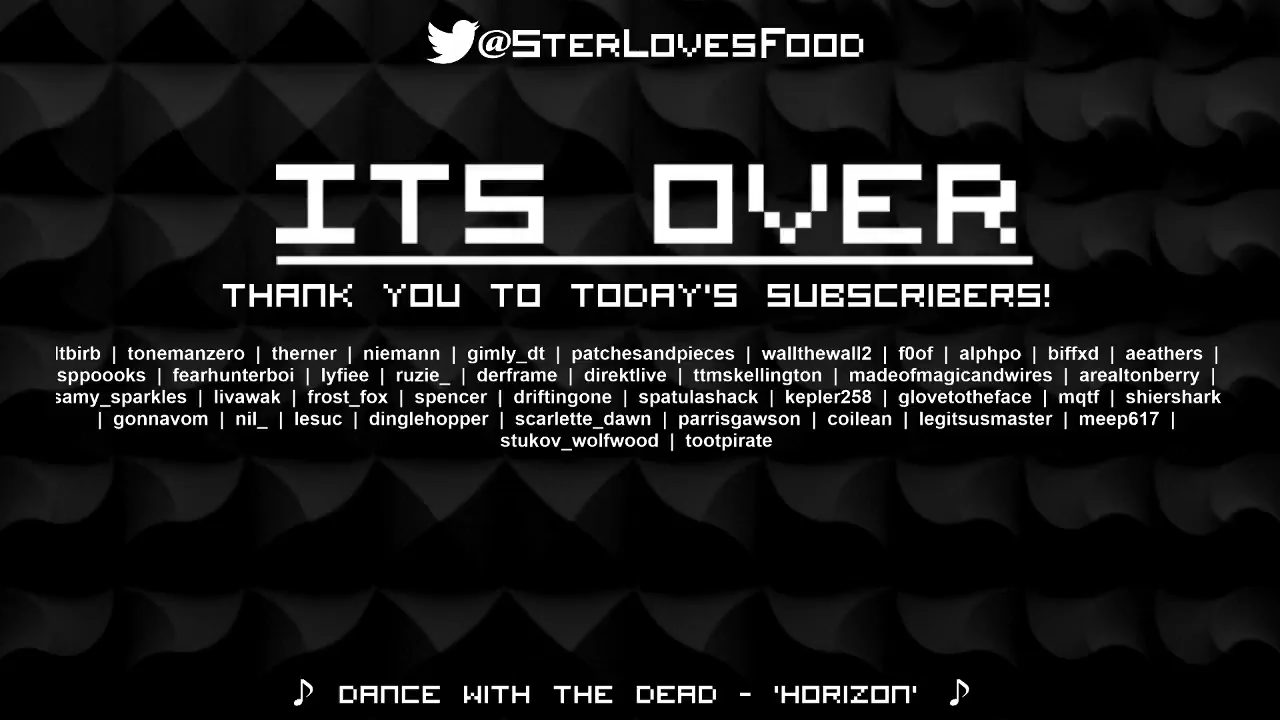 @SterLovesFood
ITS OVER
THANK YOU TO TODAY'S SUBSCRIBERS!
ltbirb | tonemanzero | therner | niemann | gimly_dt | patchesandpieces | wallthewall2 | f0of | alphpo | biffxd | aeathers |
sppoooks | fearhunterboi | lyfiee | ruzie_ | derframe | direktlive | ttmskellington | madeofmagicandwires | arealtonberry |
samy_sparkles | livawak | frost_fox | spencer | driftingone | spatulashack | kepler258 | glovetotheface | mqtf | shiershark
| gonnavom | nil_ | lesuc | dinglehopper | scarlette_dawn | parrisgawson | coilean | legitsusmaster | meep617 |
stukov_wolfwood | tootpirate
♪ DANCE WITH THE DEAD - 'HORIZON' ♪